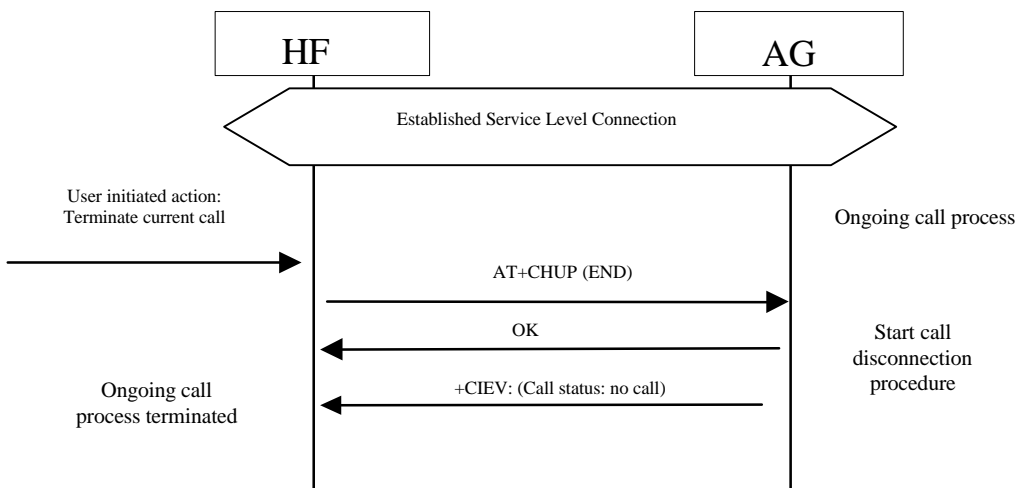 HF
AG
Established Service Level Connection
User initiated action:
Terminate current call
Ongoing call process
AT+CHUP (END)
OK
Start call
disconnection
procedure
Ongoing call
process terminated
+CIEV: (Call status: no call)